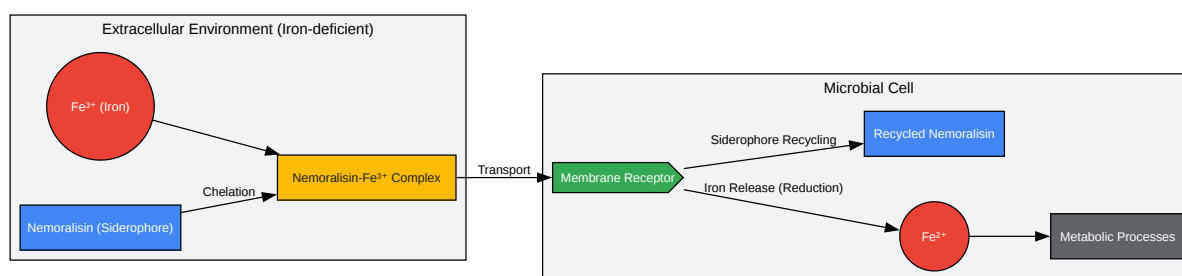 Extracellular Environment (Iron-deficient)
Fe³⁺ (Iron)
Nemoralisin-Fe³⁺ Complex
Chelation
Nemoralisin (Siderophore)
Transport
Microbial Cell
Membrane Receptor
Siderophore Recycling
Recycled Nemoralisin
Iron Release (Reduction)
Fe²⁺
Metabolic Processes